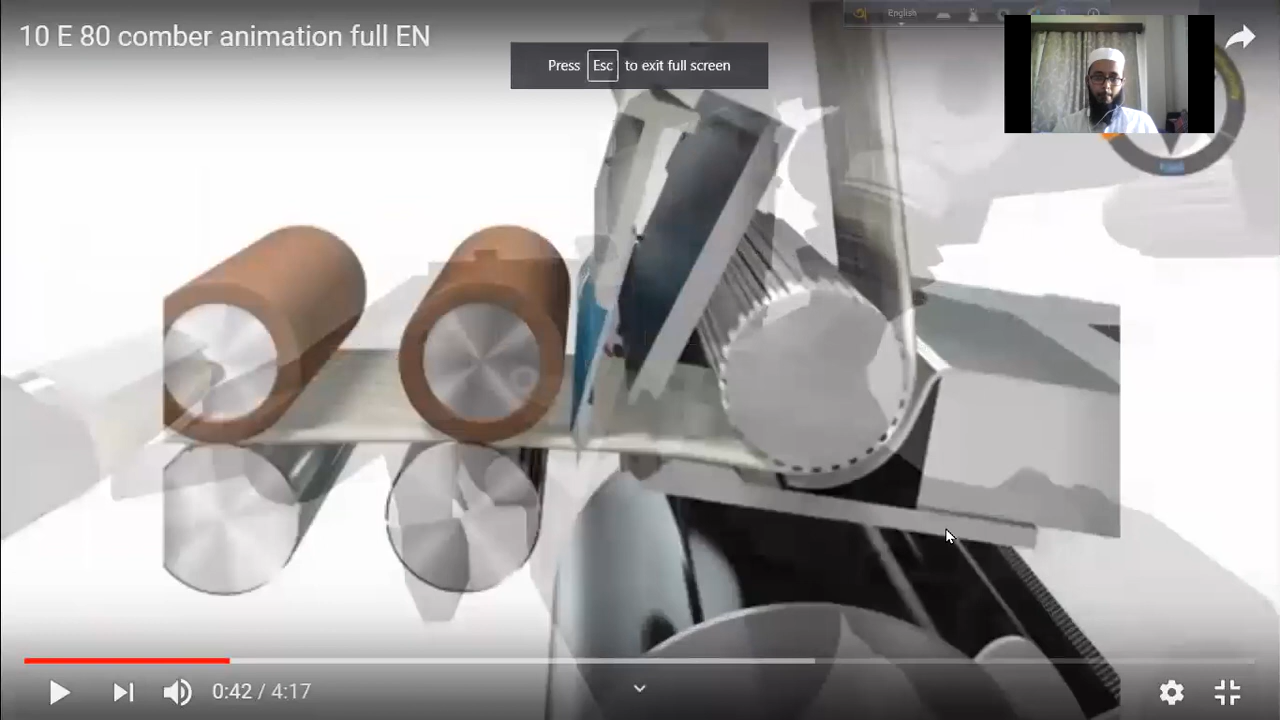 10 E 80 comber animation full EN
English
Press Esc to exit full screen
0:42 / 4:17